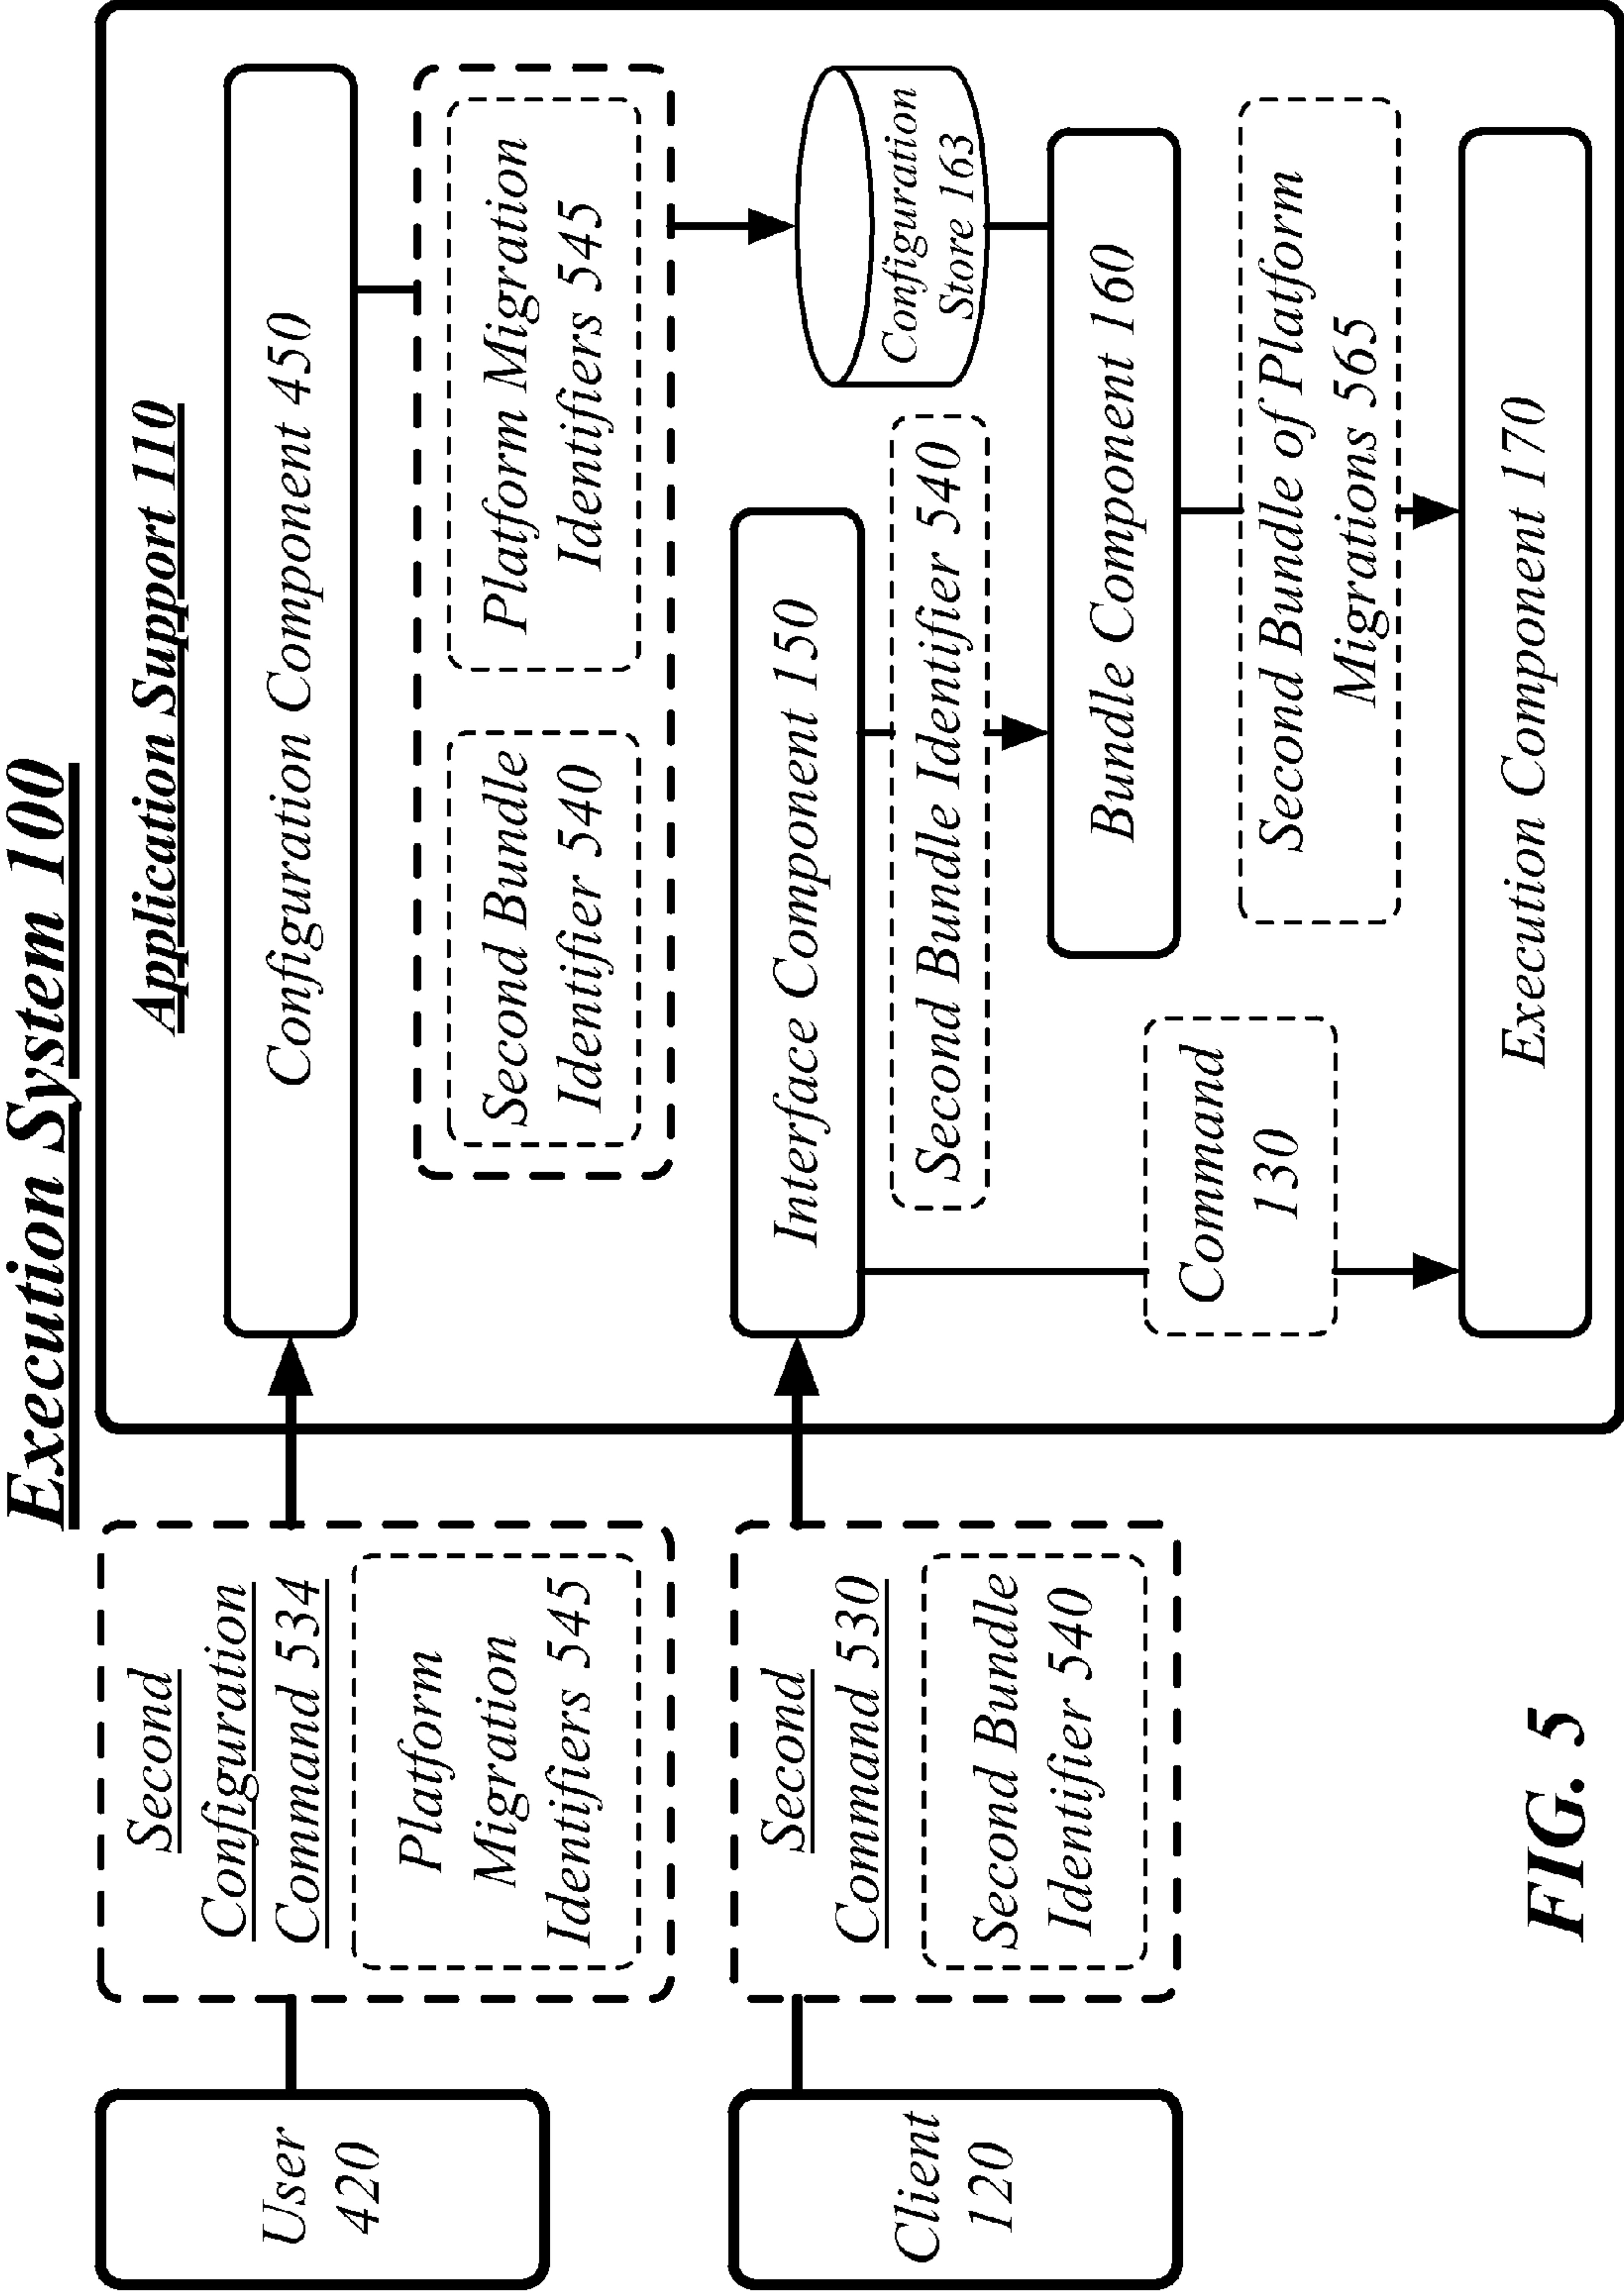 Execution System 100
Application Support 110
User
420
Second
Configuration
Command 534
Platform
Migration
Identifiers 545
Configuration Component 450
Second Bundle
Identifier 540
Platform Migration
Identifiers 545
Client
120
Second
Command 530
Second Bundle
Identifier 540
Interface Component 150
Second Bundle Identifier 540
Configuration
Store 163
Bundle Component 160
Command
130
Second Bundle of Platform
Migrations 565
Execution Component 170
FIG. 5